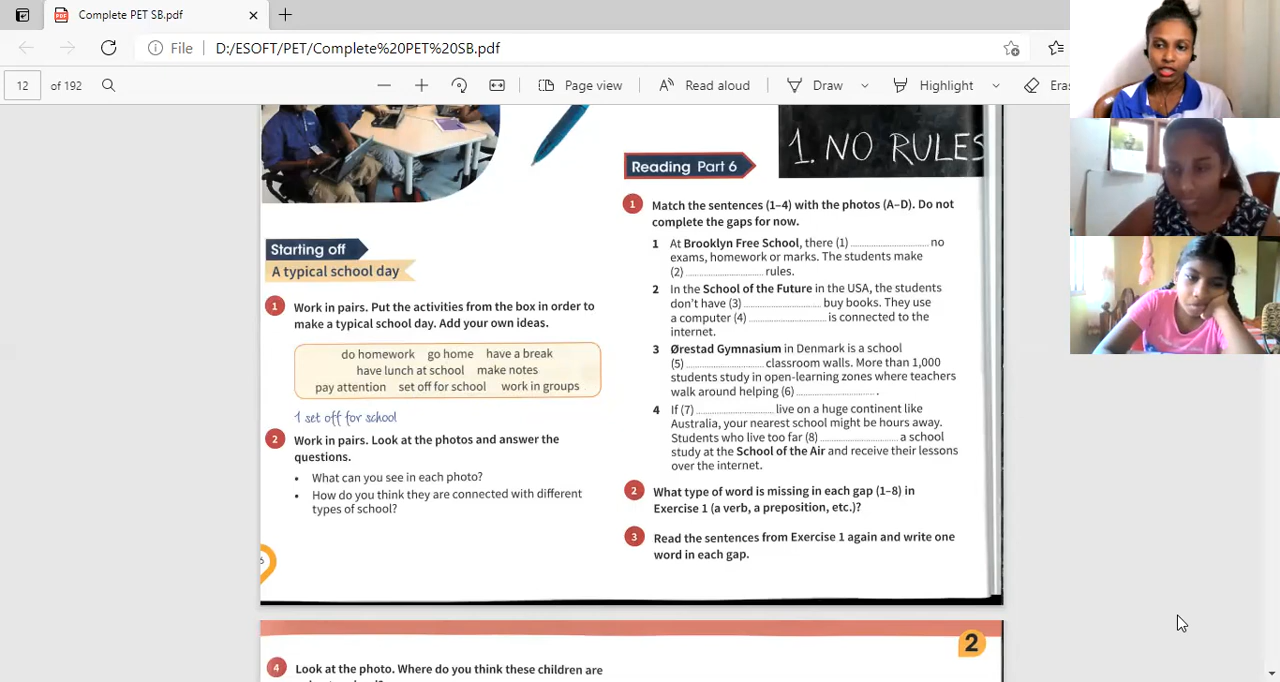 Complete PET SB.pdf
File
D:/ESOFT/PET/Complete%20PET%20SB.pdf
12
of 192
Page view
Read aloud
Draw
Highlight
Eras
1. NO RULES
Reading Part 6
1 Match the sentences (1–4) with the photos (A–D). Do not
complete the gaps for now.
1 At Brooklyn Free School, there (1) ........................ no
exams, homework or marks. The students make
(2) ........................ rules.
2 In the School of the Future in the USA, the students
don't have (3) ........................ buy books. They use
a computer (4) ........................ is connected to the
internet.
3 Ørestad Gymnasium in Denmark is a school
(5) ........................ classroom walls. More than 1,000
students study in open-learning zones where teachers
walk around helping (6) ........................ .
4 If (7) ........................ live on a huge continent like
Australia, your nearest school might be hours away.
Students who live too far (8) ........................ a school
study at the School of the Air and receive their lessons
over the internet.
2 What type of word is missing in each gap (1–8) in
Exercise 1 (a verb, a preposition, etc.)?
3 Read the sentences from Exercise 1 again and write one
word in each gap.
Starting off
A typical school day
1 Work in pairs. Put the activities from the box in order to
make a typical school day. Add your own ideas.
do homework go home have a break
have lunch at school make notes
pay attention set off for school work in groups
1 set off for school
2 Work in pairs. Look at the photos and answer the
questions.
• What can you see in each photo?
• How do you think they are connected with different
types of school?
2
4 Look at the photo. Where do you think these children are